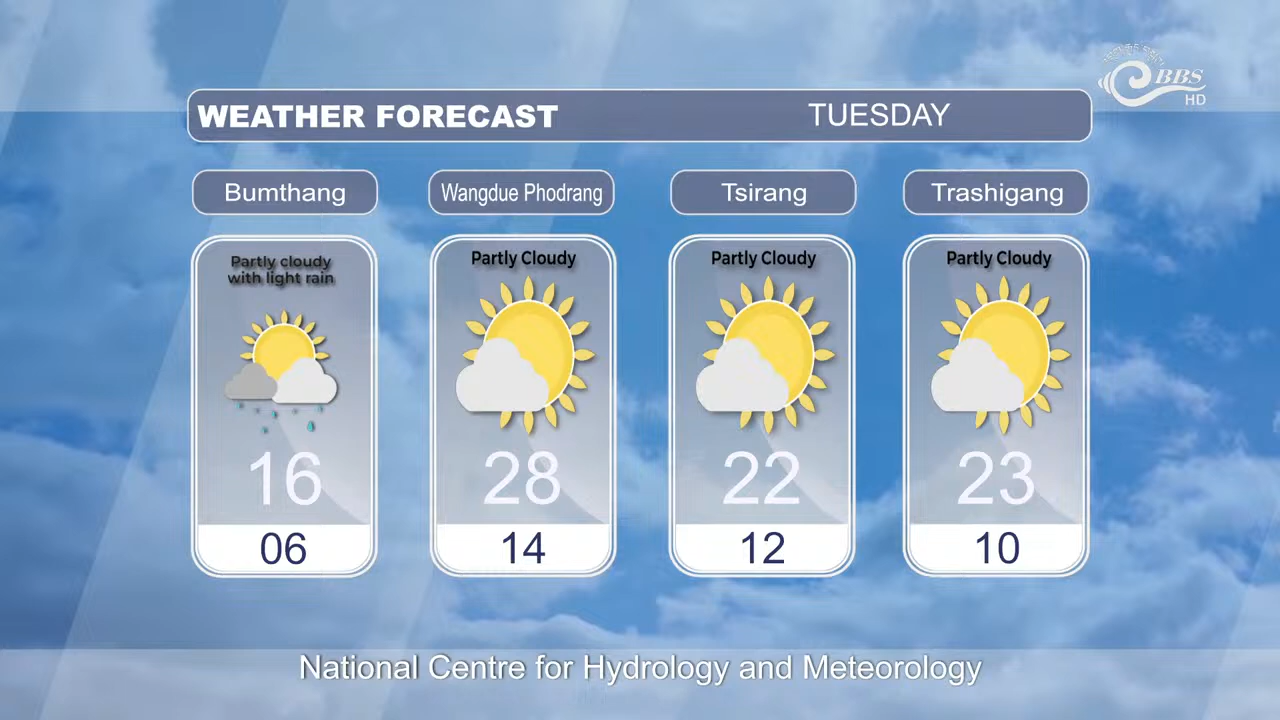 WEATHER FORECAST
TUESDAY
BBS
HD
Bumthang
Wangdue Phodrang
Tsirang
Trashigang
Partly cloudy
with light rain
Partly Cloudy
Partly Cloudy
Partly Cloudy
16
28
22
23
06
14
12
10
National Centre for Hydrology and Meteorology